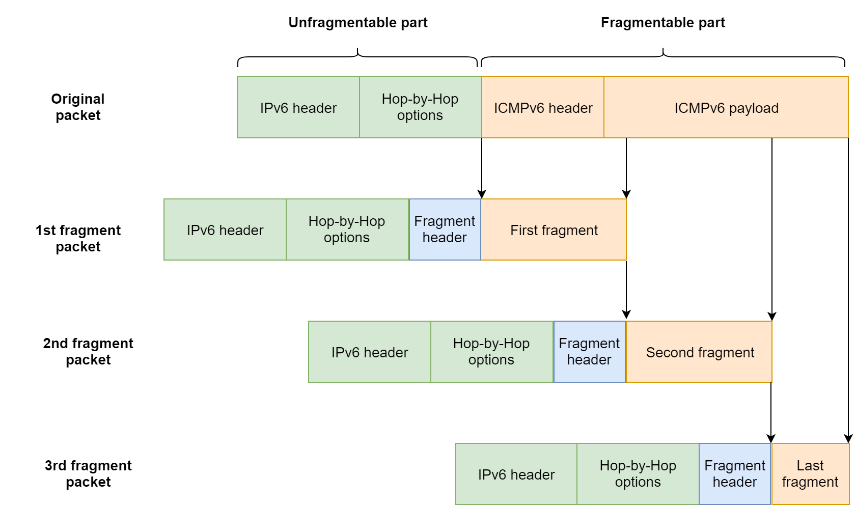 Unfragmentable part
Fragmentable part
Original
packet
IPv6 header
Hop-by-Hop
options
ICMPv6 header
ICMPv6 payload
1st fragment
packet
IPv6 header
Hop-by-Hop
options
Fragment
header
First fragment
2nd fragment
packet
IPv6 header
Hop-by-Hop
options
Fragment
header
Second fragment
3rd fragment
packet
IPv6 header
Hop-by-Hop
options
Fragment
header
Last
fragment